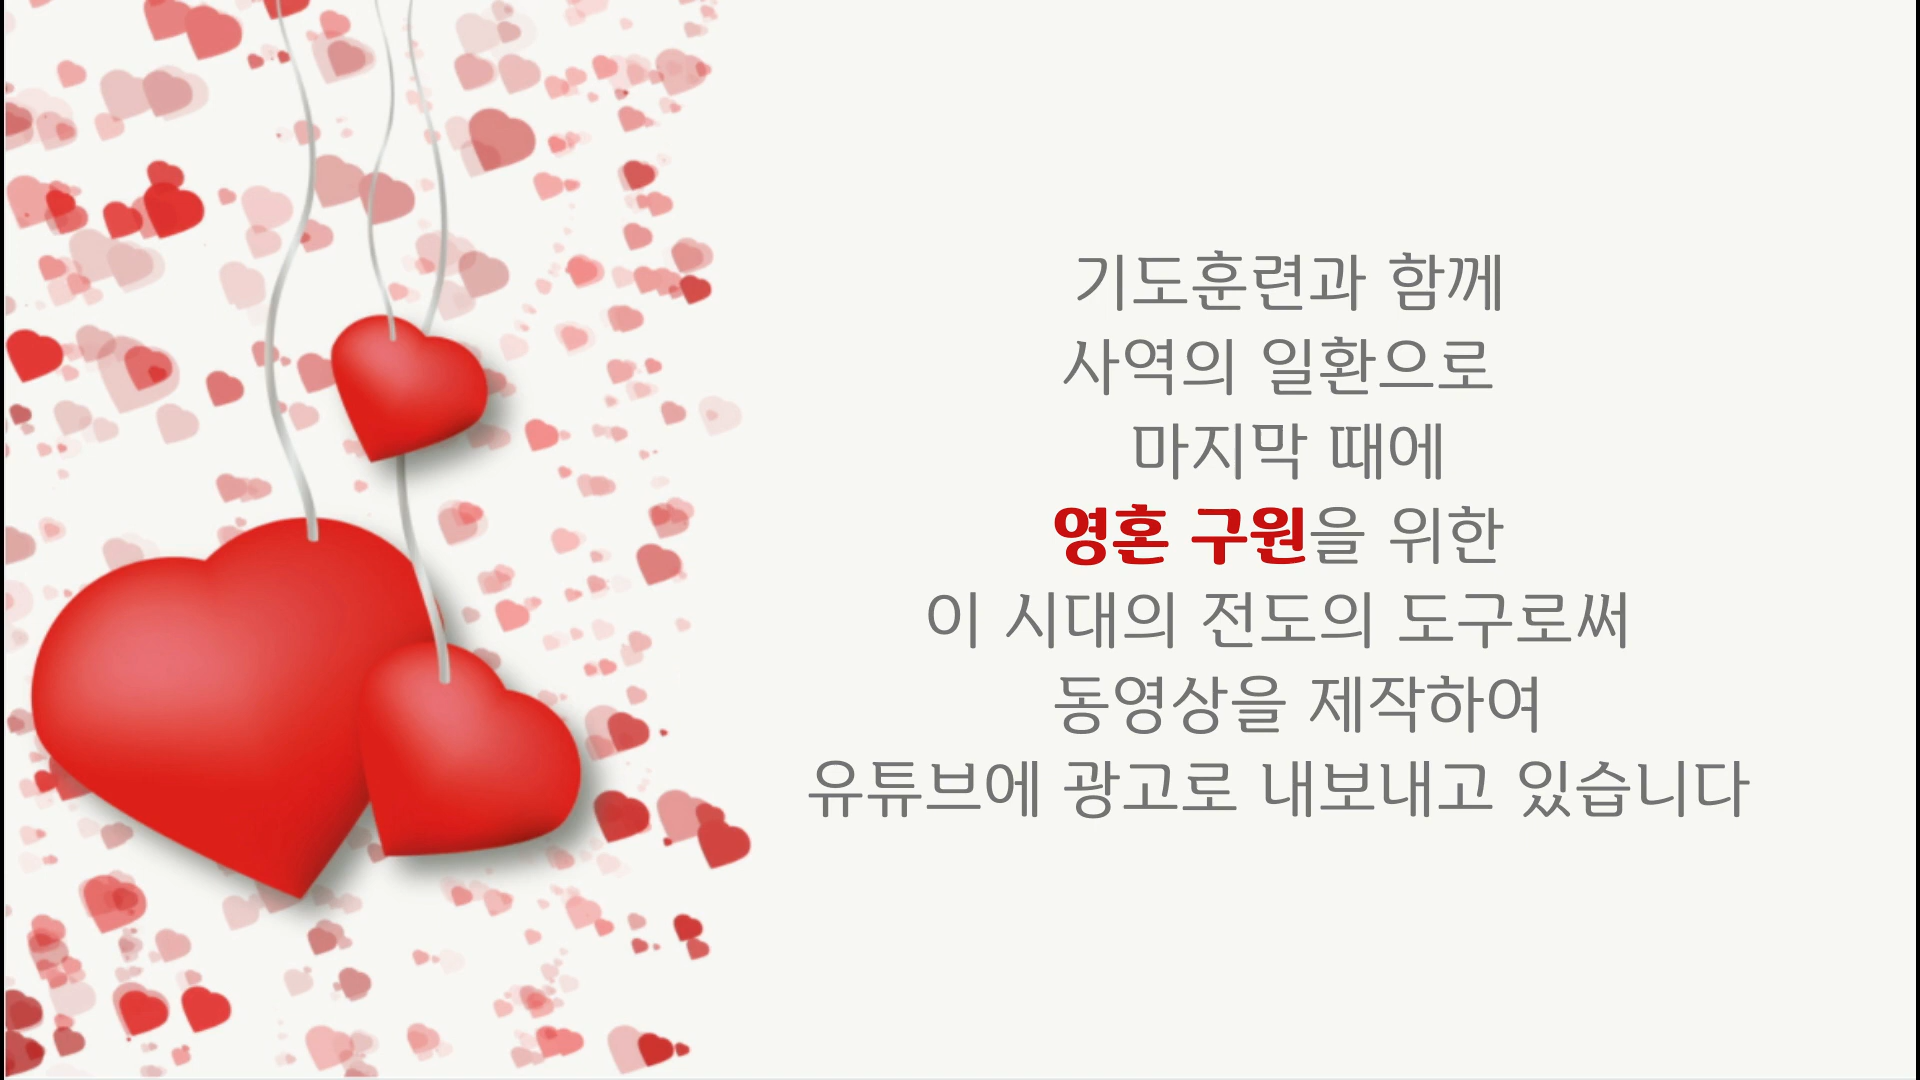 기도훈련과 함께
사역의 일환으로
마지막 때에
영혼 구원을 위한
이 시대의 전도의 도구로써
동영상을 제작하여
유튜브에 광고로 내보내고 있습니다